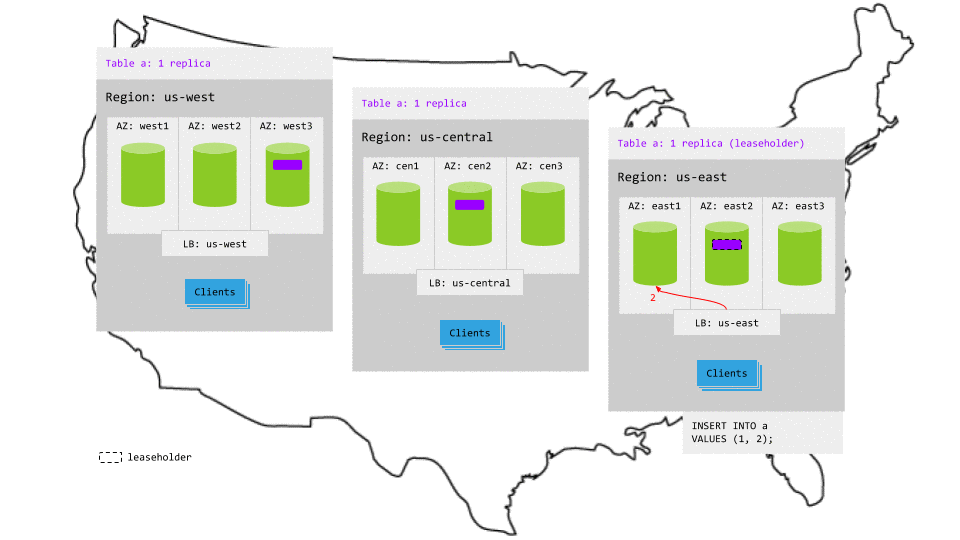 Table a: 1 replica
Region: us-west
AZ: west1
AZ: west2
AZ: west3
LB: us-west
Clients
Table a: 1 replica
Region: us-central
AZ: cen1
AZ: cen2
AZ: cen3
LB: us-central
Clients
Table a: 1 replica (leaseholder)
Region: us-east
AZ: east1
AZ: east2
AZ: east3
2
LB: us-east
Clients
INSERT INTO a
VALUES (1, 2);
leaseholder